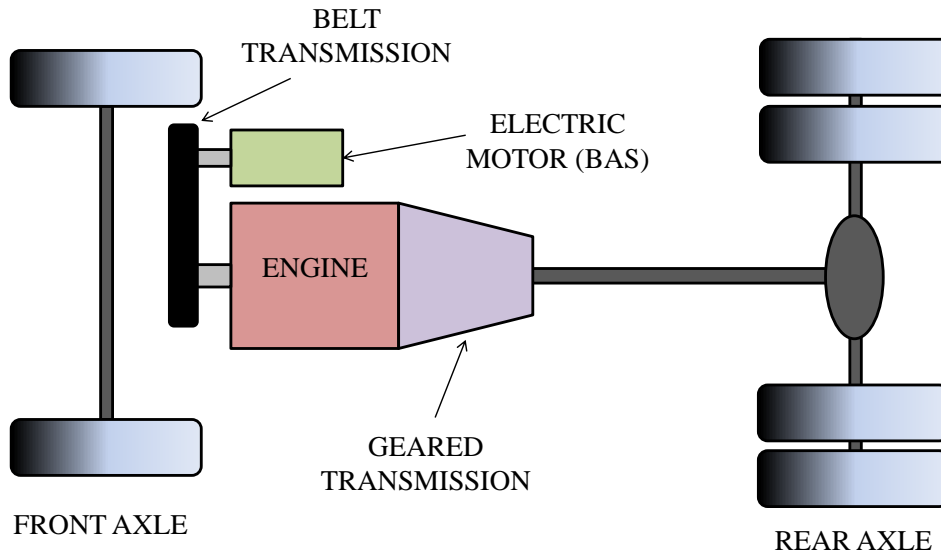 BELT
TRANSMISSION
ELECTRIC
MOTOR (BAS)
ENGINE
GEARED
TRANSMISSION
FRONT AXLE
REAR AXLE